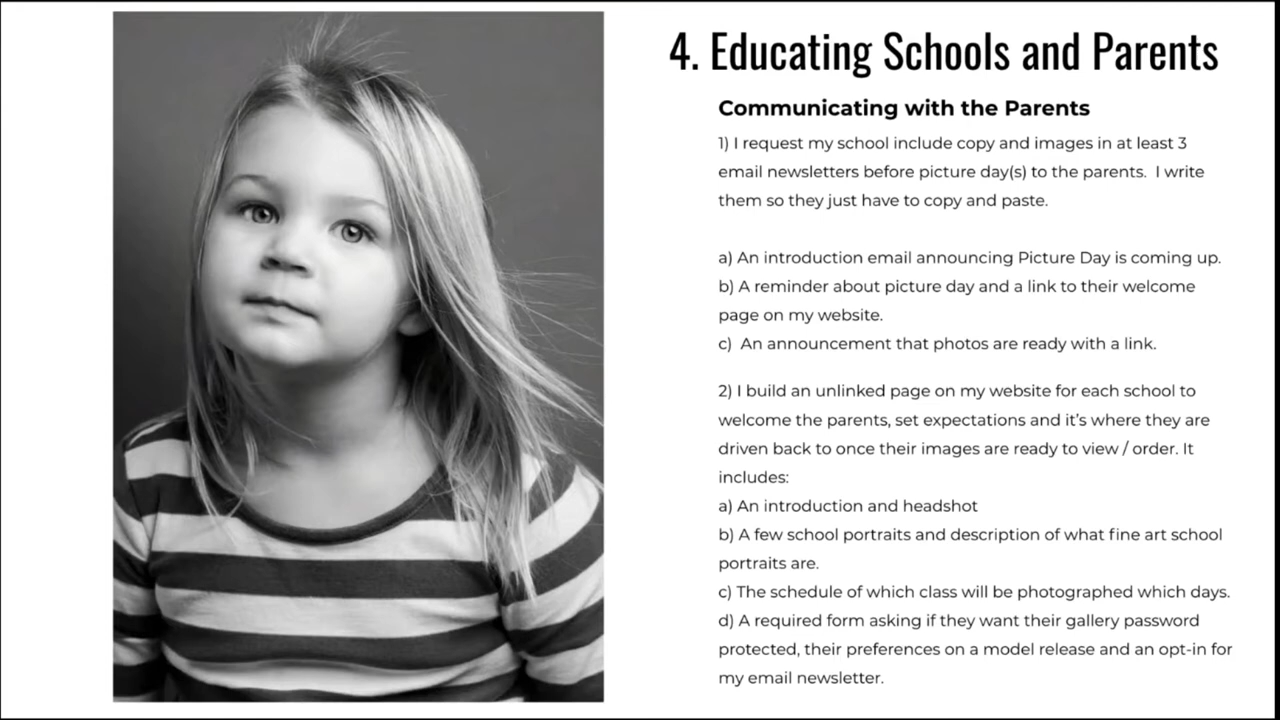 4. Educating Schools and Parents
Communicating with the Parents
1) I request my school include copy and images in at least 3
email newsletters before picture day(s) to the parents.  I write
them so they just have to copy and paste.
a) An introduction email announcing Picture Day is coming up.
b) A reminder about picture day and a link to their welcome
page on my website.
c)  An announcement that photos are ready with a link.
2) I build an unlinked page on my website for each school to
welcome the parents, set expectations and it’s where they are
driven back to once their images are ready to view / order. It
includes:
a) An introduction and headshot
b) A few school portraits and description of what fine art school
portraits are.
c) The schedule of which class will be photographed which days.
d) A required form asking if they want their gallery password
protected, their preferences on a model release and an opt-in for
my email newsletter.